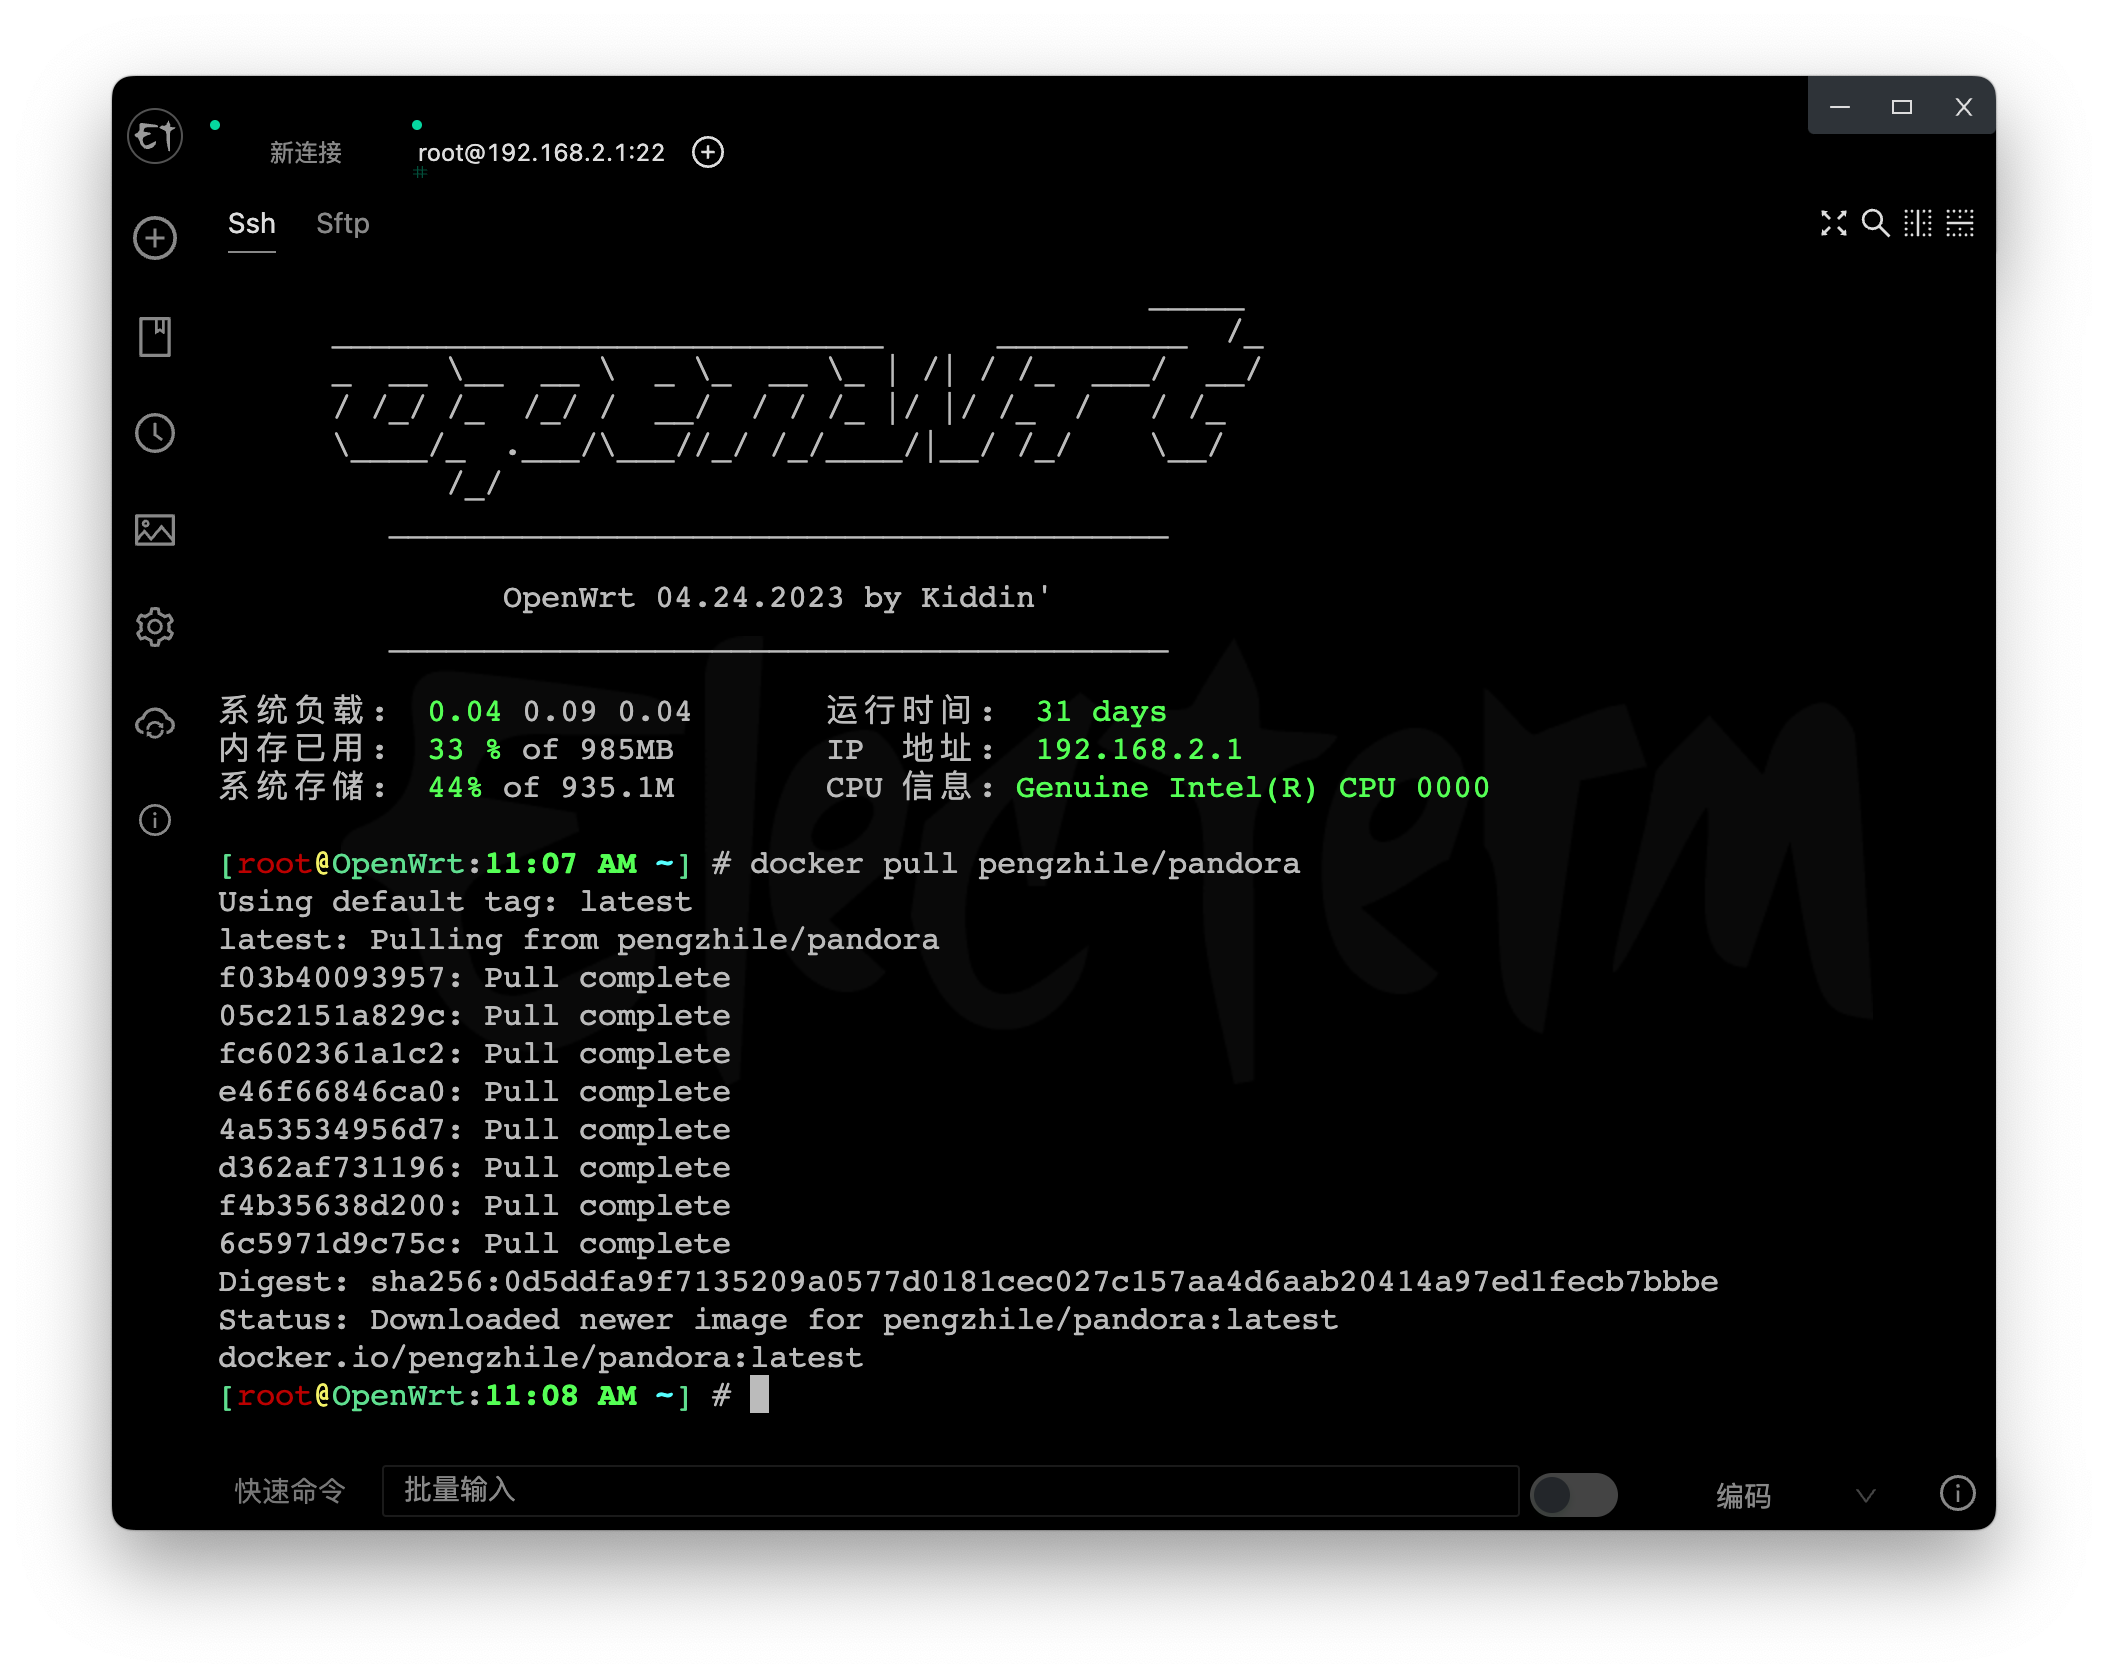 新连接
root@192.168.2.1:22
Ssh Sftp
OpenWrt 04.24.2023 by Kiddin'
系统负载: 0.04 0.09 0.04 运行时间: 31 days
内存已用: 33 % of 985MB IP 地址: 192.168.2.1
系统存储: 44% of 935.1M CPU 信息: Genuine Intel(R) CPU 0000
[root@OpenWrt:11:07 AM ~] # docker pull pengzhile/pandora
Using default tag: latest
latest: Pulling from pengzhile/pandora
f03b40093957: Pull complete
05c2151a829c: Pull complete
fc602361a1c2: Pull complete
e46f66846ca0: Pull complete
4a53534956d7: Pull complete
d362af731196: Pull complete
f4b35638d200: Pull complete
6c5971d9c75c: Pull complete
Digest: sha256:0d5ddfa9f7135209a0577d0181cec027c157aa4d6aab20414a97ed1fecb7bbbe
Status: Downloaded newer image for pengzhile/pandora:latest
docker.io/pengzhile/pandora:latest
[root@OpenWrt:11:08 AM ~] #
快速命令 批量输入 编码
Electerm